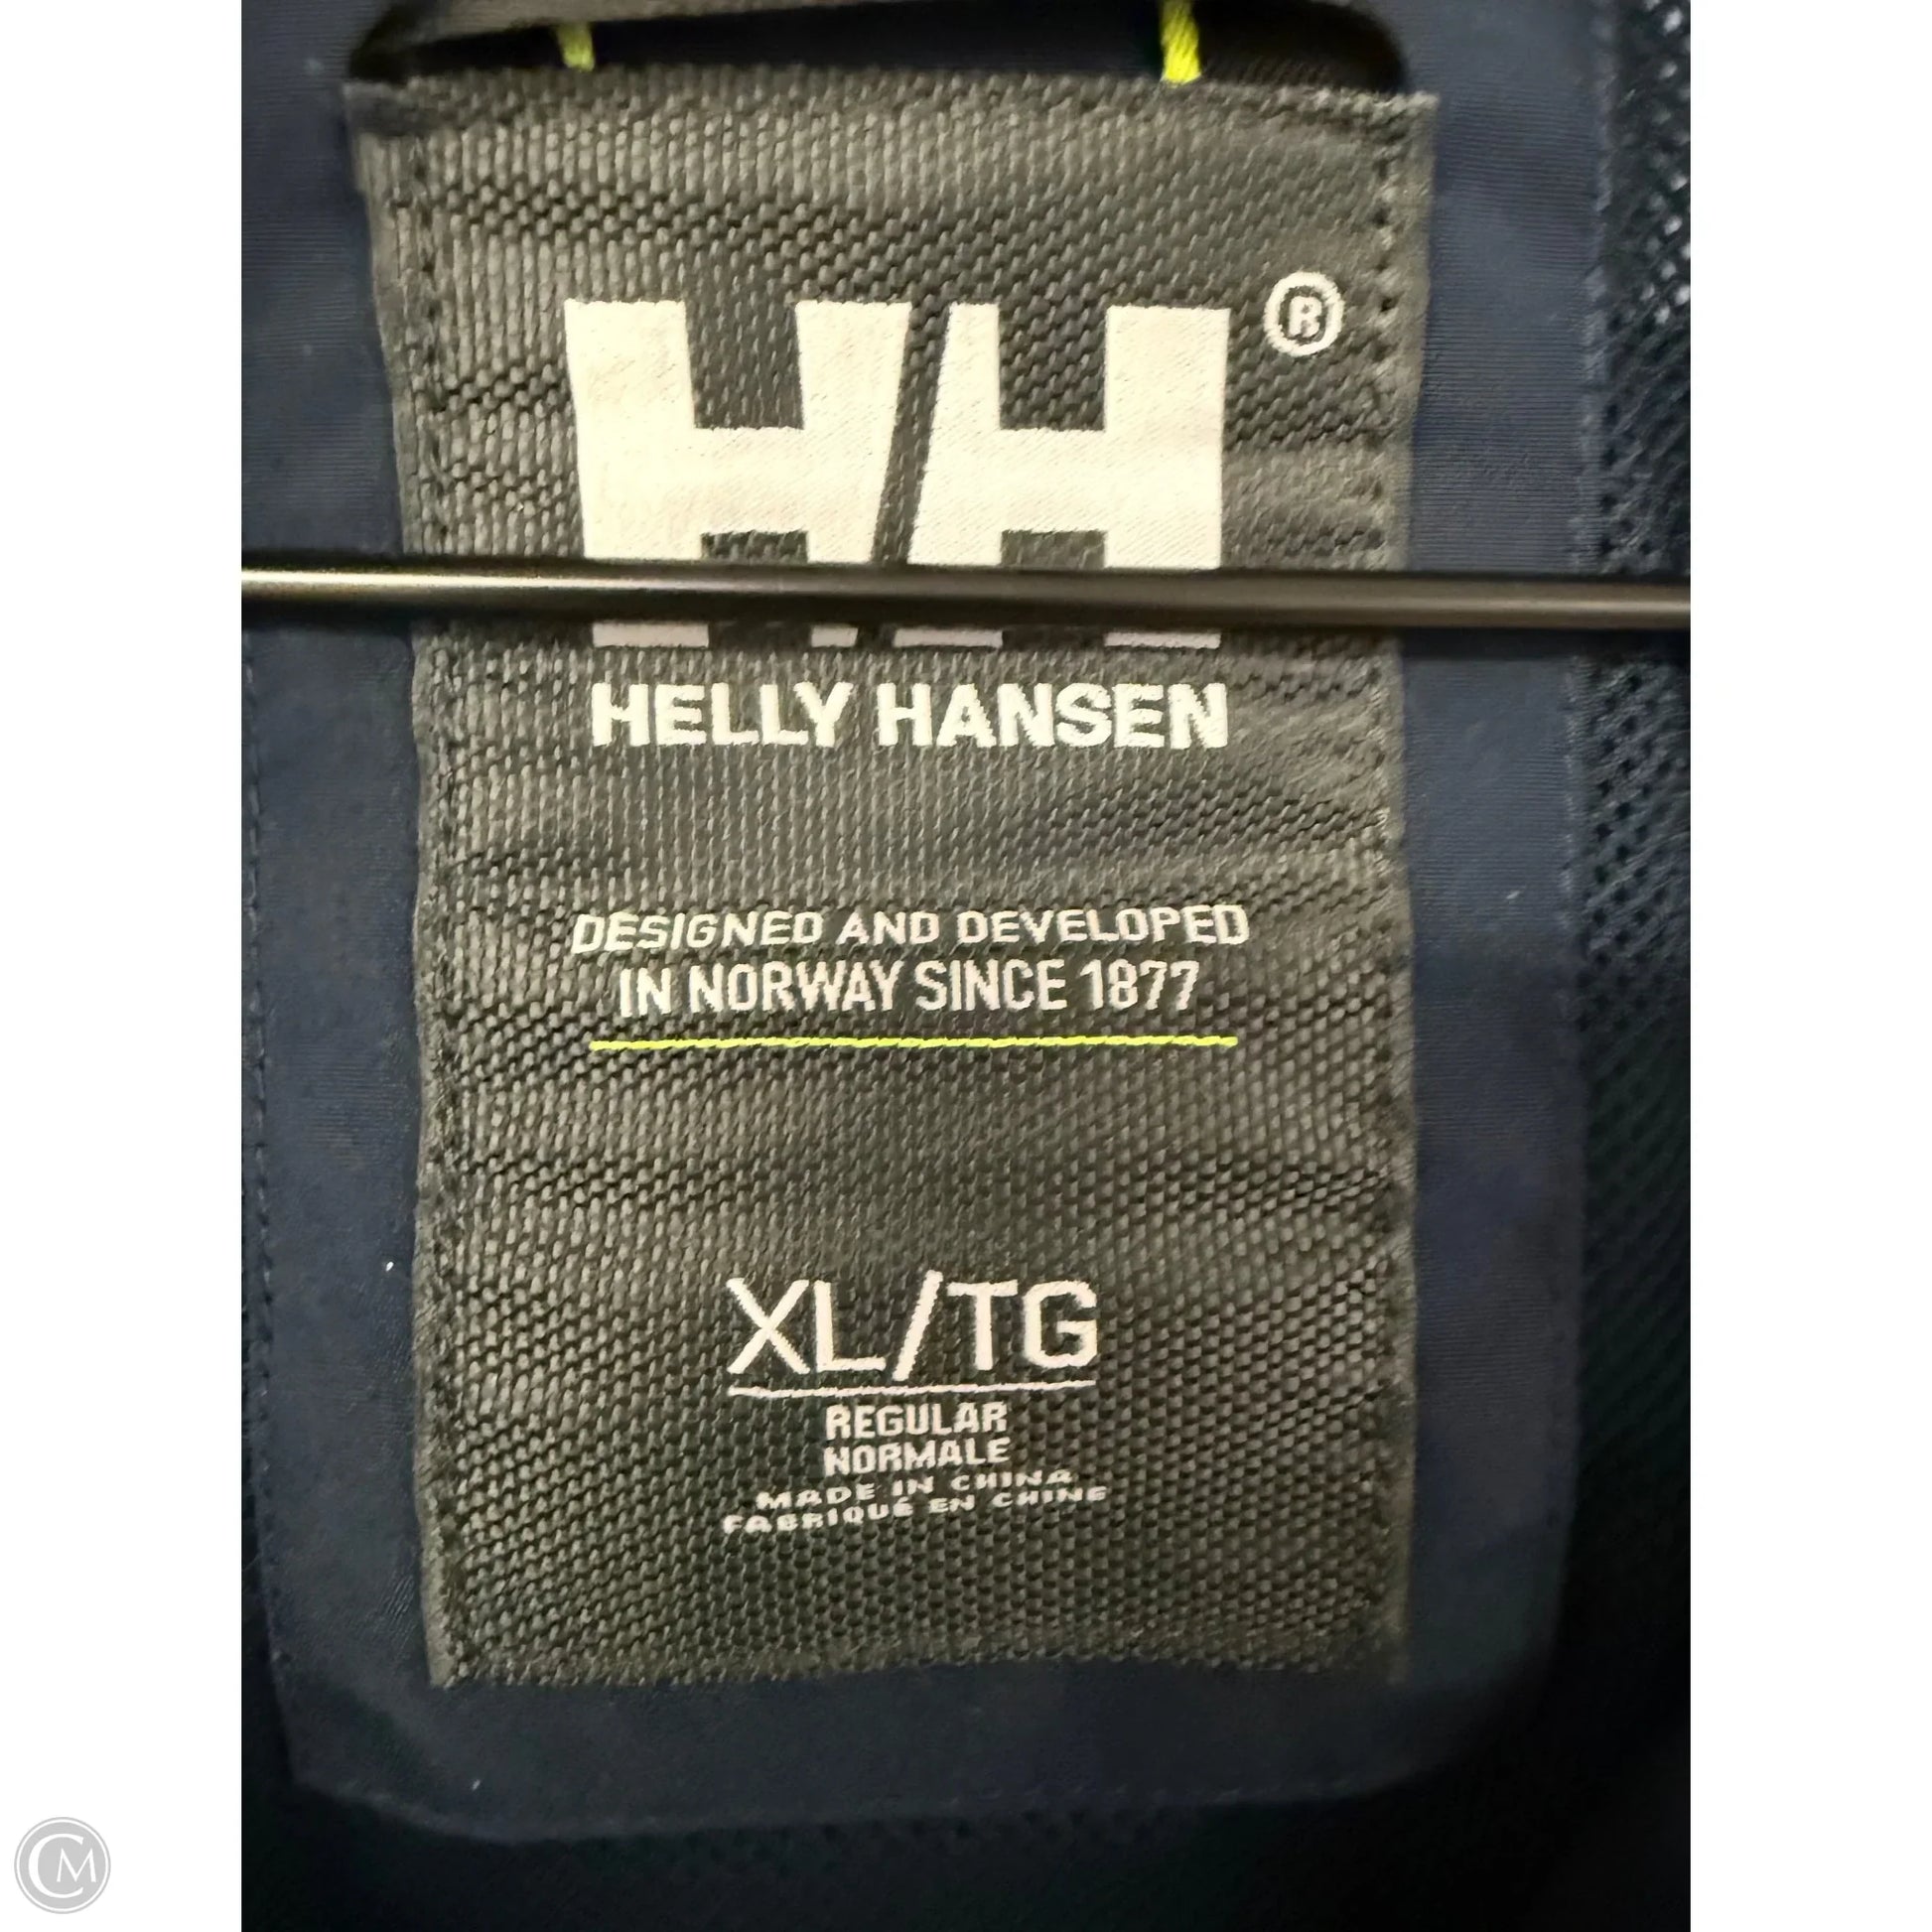 HH®
HELLY HANSEN
DESIGNED AND DEVELOPED
IN NORWAY SINCE 1877
XL/TG
REGULAR
NORMALE
MADE IN CHINA
FABRIQUÉ EN CHINE
CM